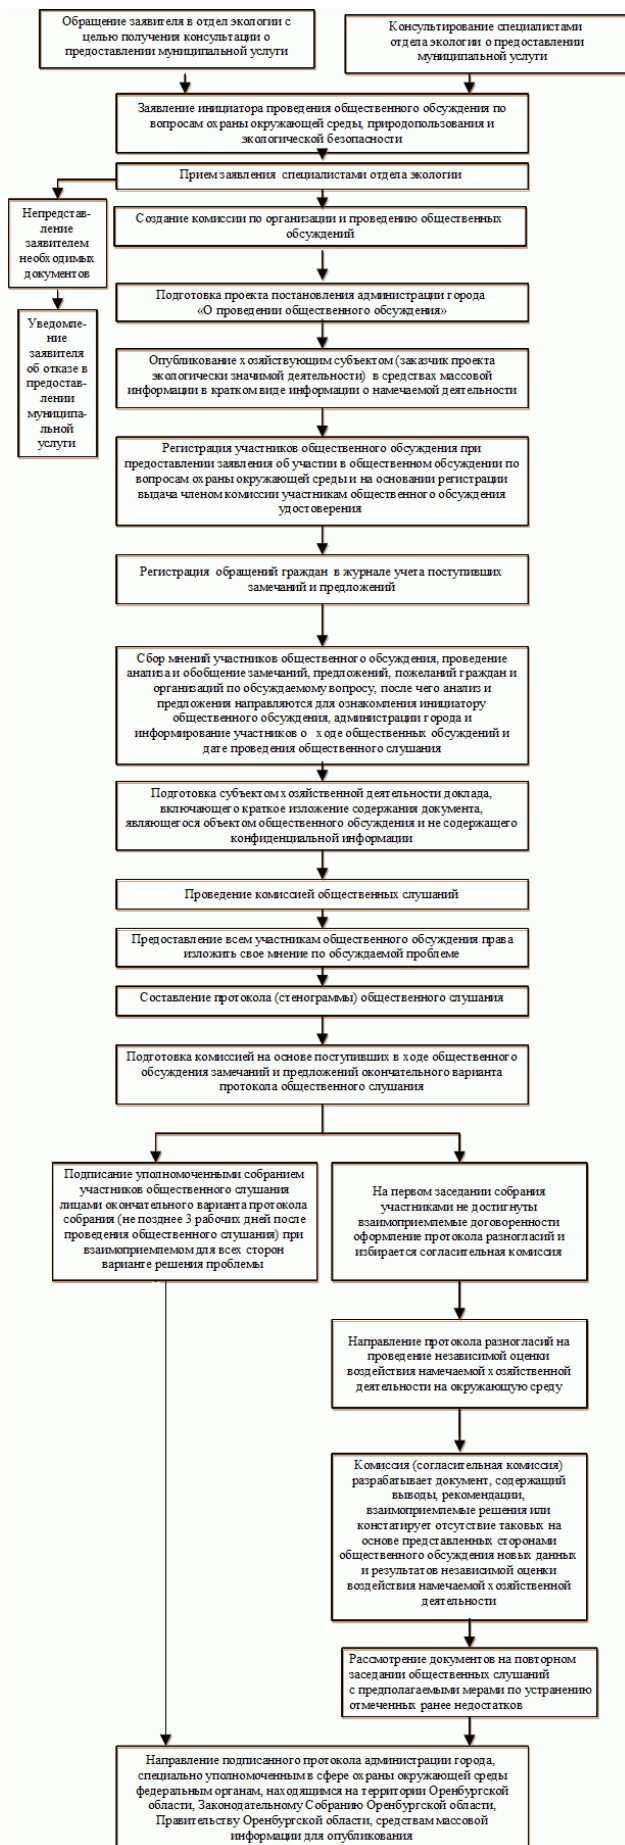 Обращение заявителя в отдел экологии с
целью получения консультации о
предоставлении муниципальной услуги
Консультирование специалистами
отдела экологии о предоставлении
муниципальной услуги
Заявление инициатора проведения общественного обсуждения по
вопросам охраны окружающей среды, природопользования и
экологической безопасности
Прием заявления специалистами отдела экологии
Непредстав-
ление
заявителем
необходимых
документов
Создание комиссии по организации и проведению общественных
обсуждений
Уведомле-
ние
заявителя
об отказе в
предостав-
лении
муниципа-
льной
услуги
Подготовка проекта постановления администрации города
«О проведении общественного обсуждения»
Опубликование хозяйствующим субъектом (заказчик проекта
экологически значимой деятельности) в средствах массовой
информации в кратком виде информации о намечаемой деятельности
Регистрация участников общественного обсуждения при
предоставлении заявления об участии в общественном обсуждении по
вопросам охраны окружающей среды и на основании регистрации
выдача членом комиссии участникам общественного обсуждения
удостоверения
Регистрация обращений граждан в журнале учета поступивших
замечаний и предложений
Сбор мнений участников общественного обсуждения, проведение
анализа и обобщение замечаний, предложений, пожеланий граждан и
организаций по обсуждаемому вопросу, после чего анализ и
предложения направляются для ознакомления инициатору
общественного обсуждения, администрации города и
информирование участников о ходе общественных обсуждений и
дате проведения общественного слушания
Подготовка субъектом хозяйственной деятельности доклада,
включающего краткое изложение содержания документа,
являющегося объектом общественного обсуждения и не содержащего
конфиденциальной информации
Проведение комиссией общественных слушаний
Предоставление всем участникам общественного обсуждения права
изложить свое мнение по обсуждаемой проблеме
Составление протокола (стенограммы) общественного слушания
Подготовка комиссией на основе поступивших в ходе общественного
обсуждения замечаний и предложений окончательного варианта
протокола общественного слушания
Подписание уполномоченными собранием
участников общественного слушания
лицами окончательного варианта протокола
собрания (не позднее 3 рабочих дней после
проведения общественного слушания) при
взаимоприемлемом для всех сторон
варианте решения проблемы
На первом заседании собрания
участниками не достигнуты
взаимоприемлемые договоренности
оформление протокола разногласий и
избирается согласительная комиссия
Направление протокола разногласий на
проведение независимой оценки
воздействия намечаемой хозяйственной
деятельности на окружающую среду
Комиссия (согласительная комиссия)
разрабатывает документ, содержащий
выводы, рекомендации,
взаимоприемлемые решения или
констатирует отсутствие таковых на
основе представленных сторонами
общественного обсуждения новых данных
и результатов независимой оценки
воздействия намечаемой хозяйственной
деятельности
Рассмотрение документов на повторном
заседании общественных слушаний
с предполагаемыми мерами по устранению
отмеченных ранее недостатков
Направление подписанного протокола администрации города,
специально уполномоченным в сфере охраны окружающей среды
федеральным органам, находящимся на территории Оренбургской
области, Законодательному Собранию Оренбургской области,
Правительству Оренбургской области, средствам массовой
информации для опубликования